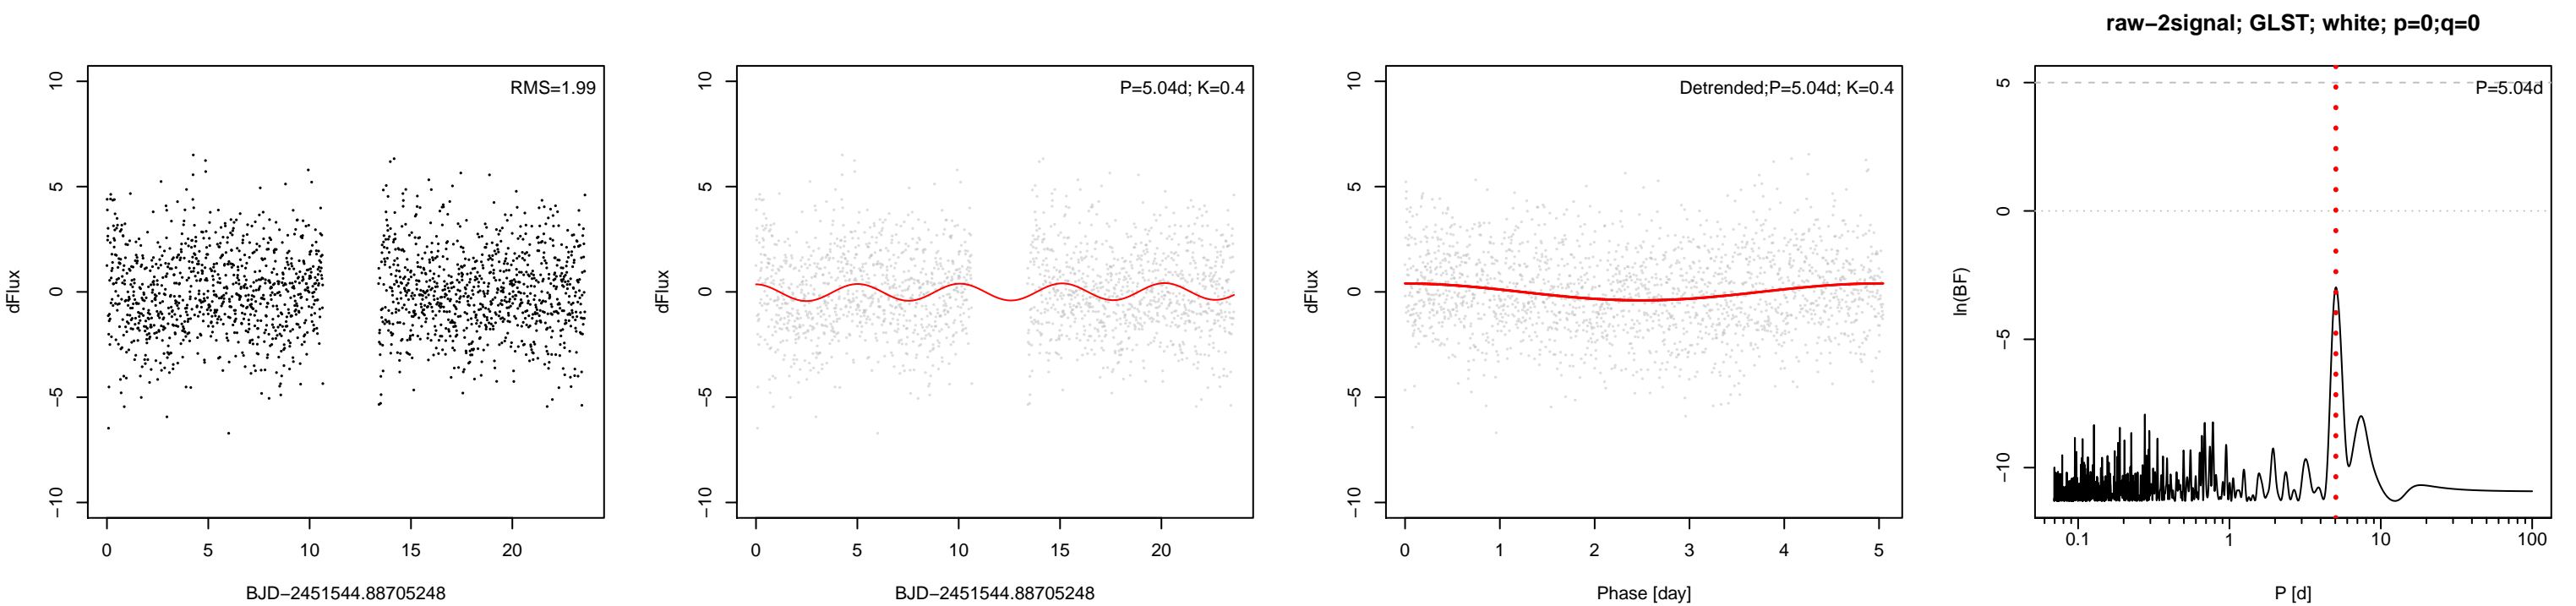 raw−2signal; GLST; white; p=0;q=0
RMS=1.99
dFlux
10
5
0
−5
−10
0 5 10 15 20
BJD−2451544.88705248
P=5.04d; K=0.4
dFlux
10
5
0
−5
−10
0 5 10 15 20
BJD−2451544.88705248
Detrended;P=5.04d; K=0.4
dFlux
10
5
0
−5
−10
0 1 2 3 4 5
Phase [day]
P=5.04d
ln(BF)
5
0
−5
−10
0.1 1 10 100
P [d]